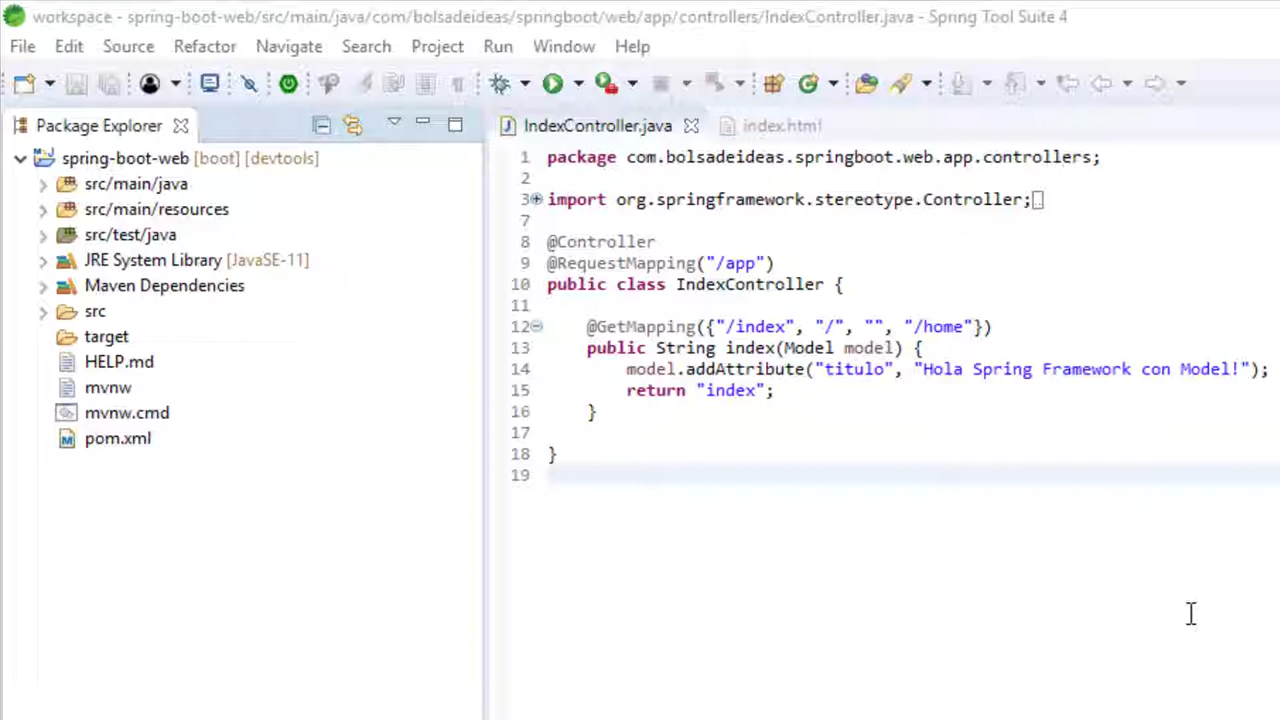 workspace - spring-boot-web/src/main/java/com/bolsadeideas/springboot/web/app/controllers/IndexController.java - Spring Tool Suite 4
File Edit Source Refactor Navigate Search Project Run Window Help
Package Explorer
spring-boot-web [boot] [devtools]
src/main/java
src/main/resources
src/test/java
JRE System Library [JavaSE-11]
Maven Dependencies
src
target
HELP.md
mvnw
mvnw.cmd
pom.xml
IndexController.java index.html
1 package com.bolsadeideas.springboot.web.app.controllers;
2
3 import org.springframework.stereotype.Controller;
7
8 @Controller
9 @RequestMapping("/app")
10 public class IndexController {
11
12 @GetMapping({"/index", "/", "", "/home"})
13 public String index(Model model) {
14 model.addAttribute("titulo", "Hola Spring Framework con Model!");
15 return "index";
16 }
17
18 }
19